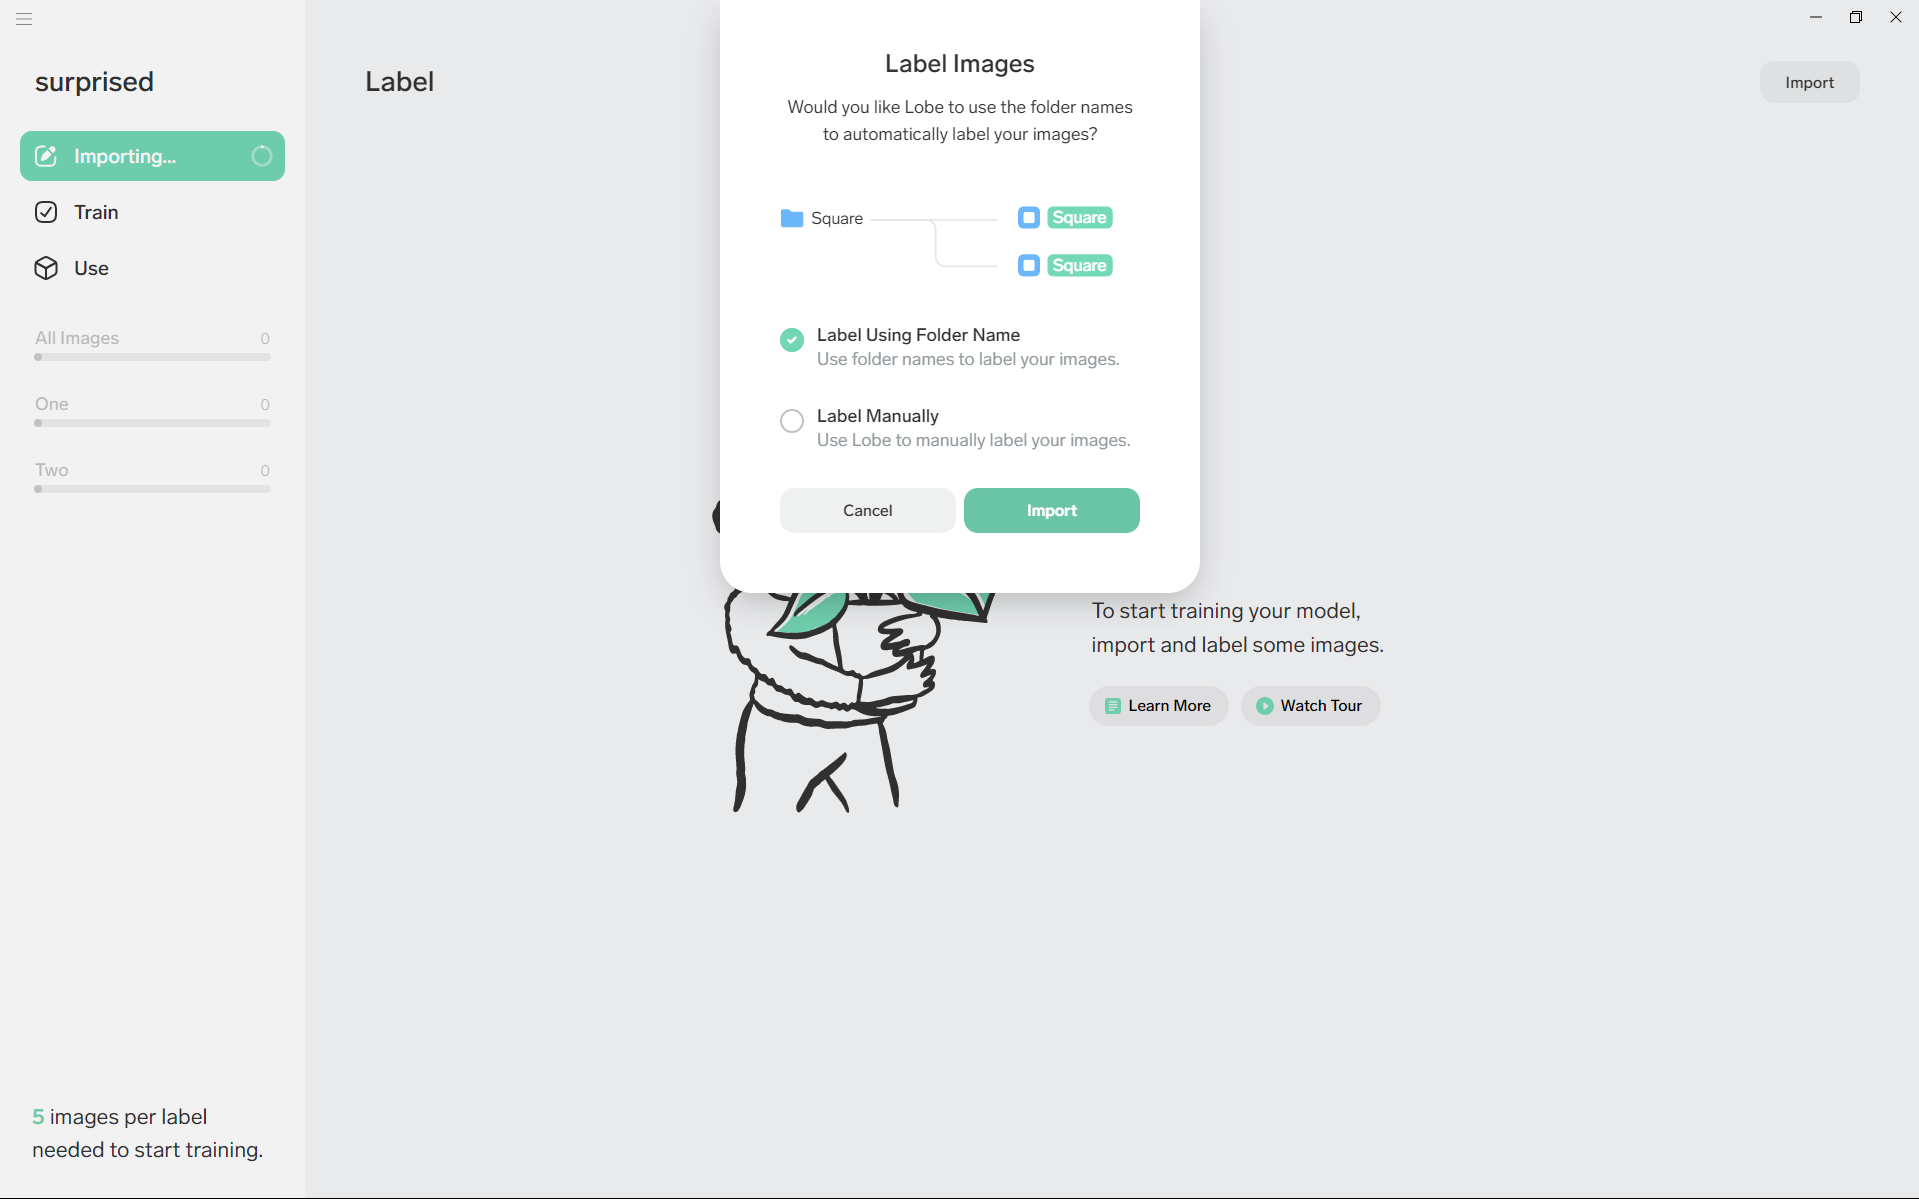 surprised
Importing...
Train
Use
All Images 0
One 0
Two 0
5 images per label
needed to start training.
Label
Import
Label Images
Would you like Lobe to use the folder names
to automatically label your images?
Square Square
Square
Label Using Folder Name
Use folder names to label your images.
Label Manually
Use Lobe to manually label your images.
Cancel Import
To start training your model,
import and label some images.
Learn More Watch Tour